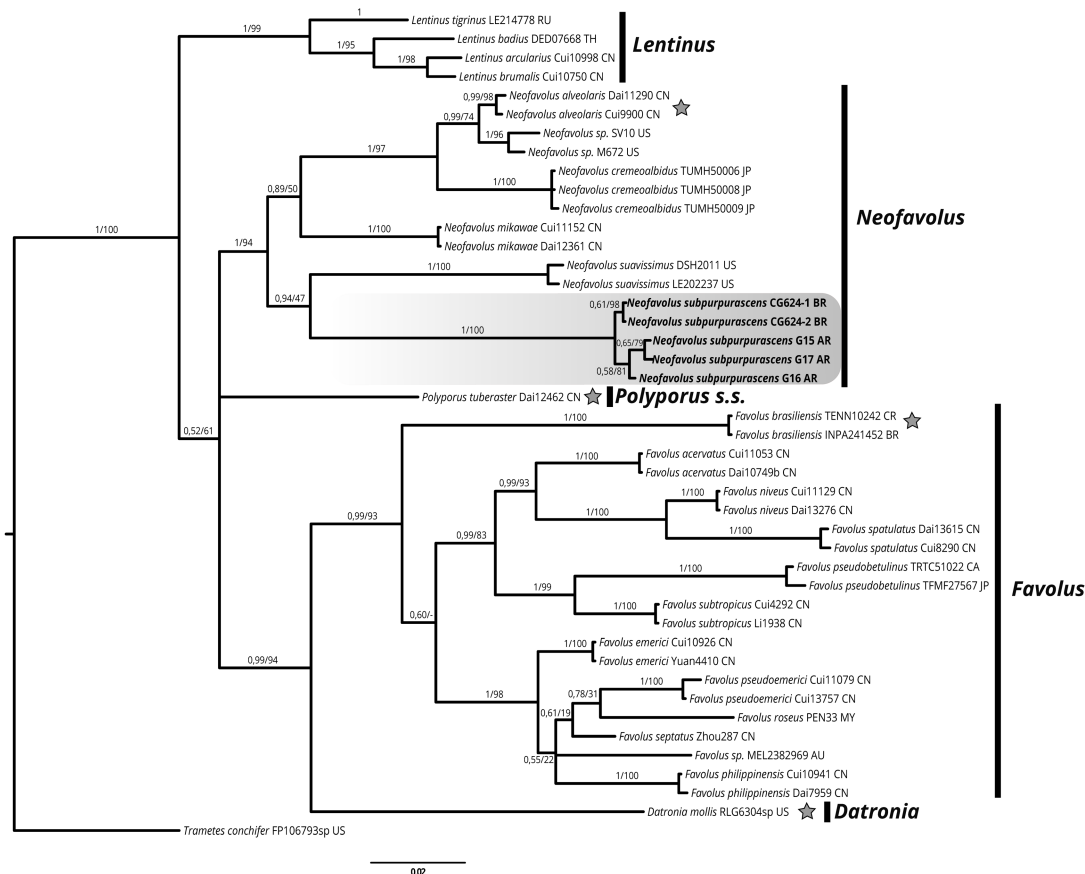 1
Lentinus tigrinus LE214778 RU
1/99
Lentinus badius DED07668 TH
1/95
Lentinus
Lentinus arcularius Cui10998 CN
1/98
Lentinus brumalis Cui10750 CN
0,99/98
Neofavolus alveolaris Dai11290 CN
Neofavolus alveolaris Cui9900 CN
0,99/74
Neofavolus sp. SV10 US
1/96
Neofavolus sp. M672 US
1/97
Neofavolus cremeoalbidus TUMH50006 JP
1/100
Neofavolus cremeoalbidus TUMH50008 JP
0,89/50
Neofavolus cremeoalbidus TUMH50009 JP
Neofavolus
Neofavolus mikawae Cui11152 CN
1/100
1/100
Neofavolus mikawae Dai12361 CN
1/94
Neofavolus suavissimus DSH2011 US
1/100
Neofavolus suavissimus LE202237 US
0,94/47
0,61/98
Neofavolus subpurpurascens CG624-1 BR
Neofavolus subpurpurascens CG624-2 BR
1/100
Neofavolus subpurpurascens G15 AR
0,65/79
Neofavolus subpurpurascens G17 AR
0,58/81
Neofavolus subpurpurascens G16 AR
Polyporus tuberaster Dai12462 CN
Polyporus s.s.
Favolus brasiliensis TENN10242 CR
1/100
0,52/61
Favolus brasiliensis INPA241452 BR
Favolus acervatus Cui11053 CN
1/100
Favolus acervatus Dai10749b CN
0,99/93
Favolus niveus Cui11129 CN
1/100
Favolus niveus Dai13276 CN
0,99/93
1/100
Favolus spatulatus Dai13615 CN
1/100
Favolus spatulatus Cui8290 CN
0,99/83
Favolus pseudobetulinus TRTC51022 CA
1/100
Favolus pseudobetulinus TFMF27567 JP
1/99
Favolus
Favolus subtropicus Cui4292 CN
1/100
0,60/-
Favolus subtropicus Li1938 CN
Favolus emerici Cui10926 CN
1/100
Favolus emerici Yuan4410 CN
0,99/94
Favolus pseudoemerici Cui11079 CN
1/100
1/98
0,78/31
Favolus pseudoemerici Cui13757 CN
0,61/19
Favolus roseus PEN33 MY
Favolus septatus Zhou287 CN
Favolus sp. MEL2382969 AU
0,55/22
Favolus philippinensis Cui10941 CN
1/100
Favolus philippinensis Dai7959 CN
Datronia mollis RLG6304sp US
Datronia
Trametes conchifer FP106793sp US
0.02